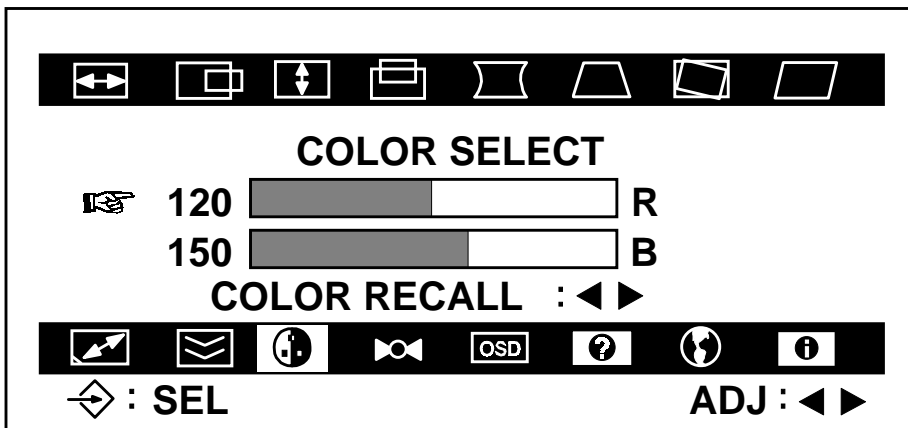 COLOR SELECT
120 R
150 B
COLOR RECALL : ◀ ▶
OSD ? i
: SEL ADJ : ◀ ▶